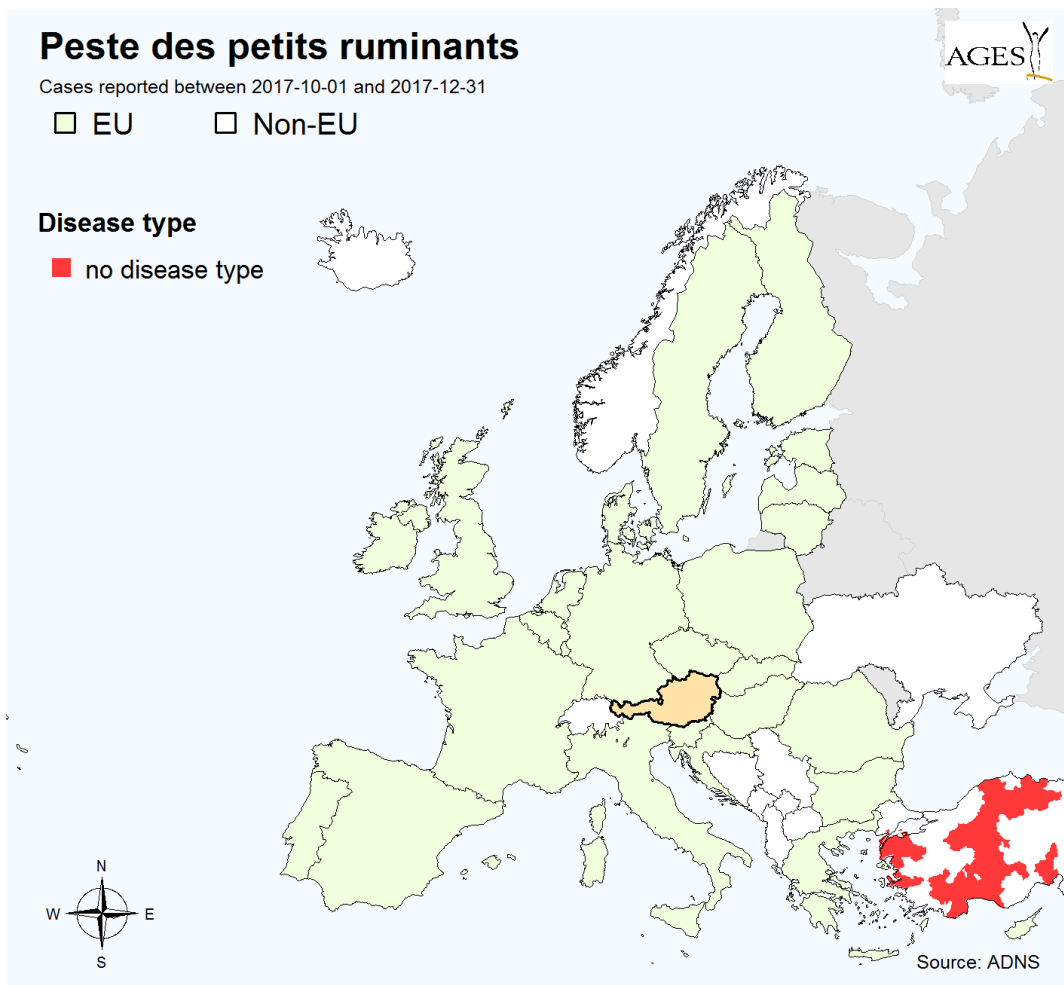 Peste des petits ruminants
Cases reported between 2017-10-01 and 2017-12-31
EU
Non-EU
AGES
Disease type
no disease type
N
W
E
S
Source: ADNS